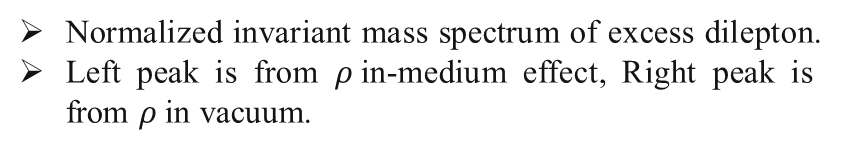 ➢ Normalized invariant mass spectrum of excess dilepton.
➢ Left peak is from ρ in-medium effect, Right peak is
from ρ in vacuum.